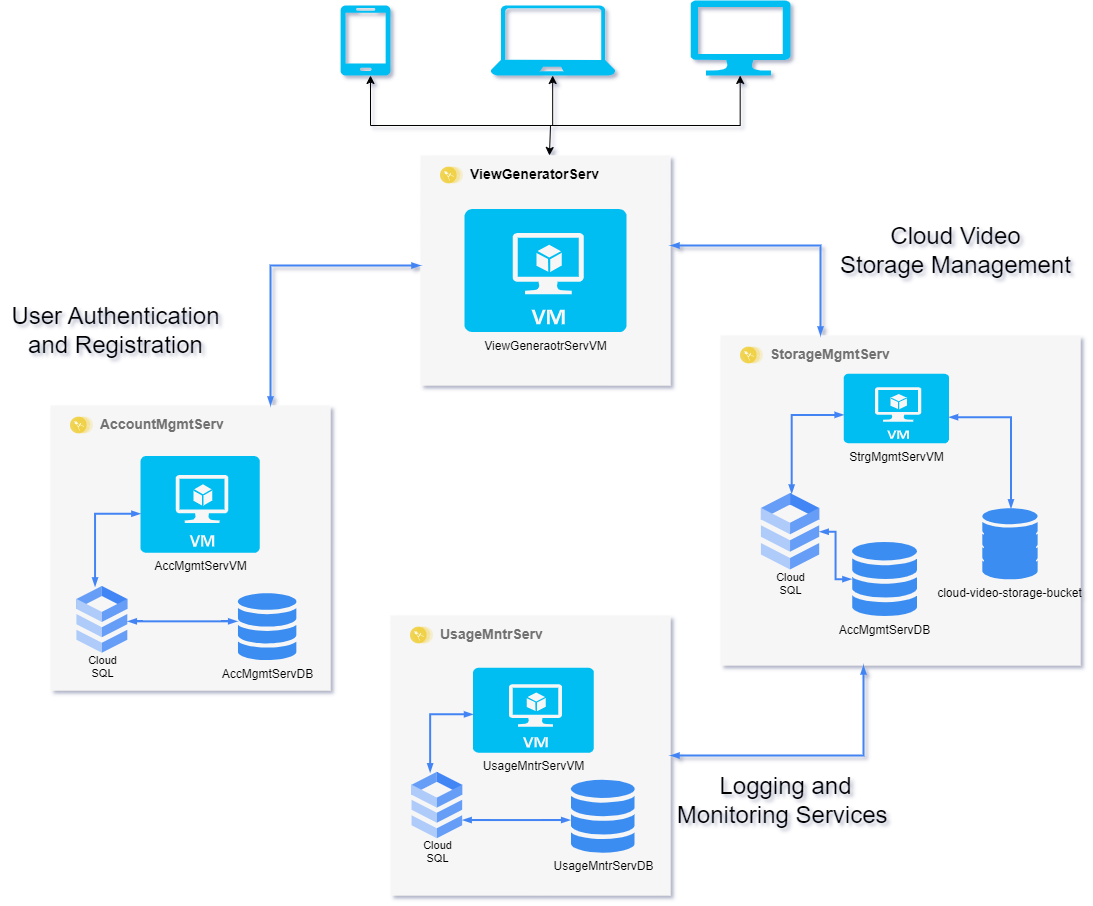 ViewGeneratorServ
VM
ViewGeneraotrServVM
Cloud Video
Storage Management
User Authentication
and Registration
StorageMgmtServ
VM
StrgMgmtServVM
Cloud
SQL
AccMgmtServDB
cloud-video-storage-bucket
AccountMgmtServ
VM
AccMgmtServVM
Cloud
SQL
AccMgmtServDB
UsageMntrServ
VM
UsageMntrServVM
Cloud
SQL
UsageMntrServDB
Logging and
Monitoring Services